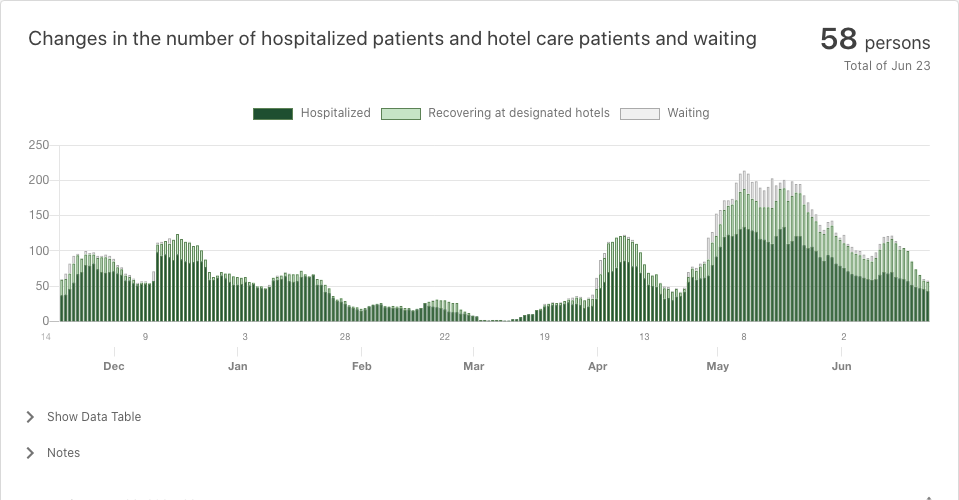 Changes in the number of hospitalized patients and hotel care patients and waiting
58 persons
Total of Jun 23
Hospitalized
Recovering at designated hotels
Waiting
250
200
150
100
50
0
14 9 3 28 22 19 13 8 2
Dec Jan Feb Mar Apr May Jun
Show Data Table
Notes